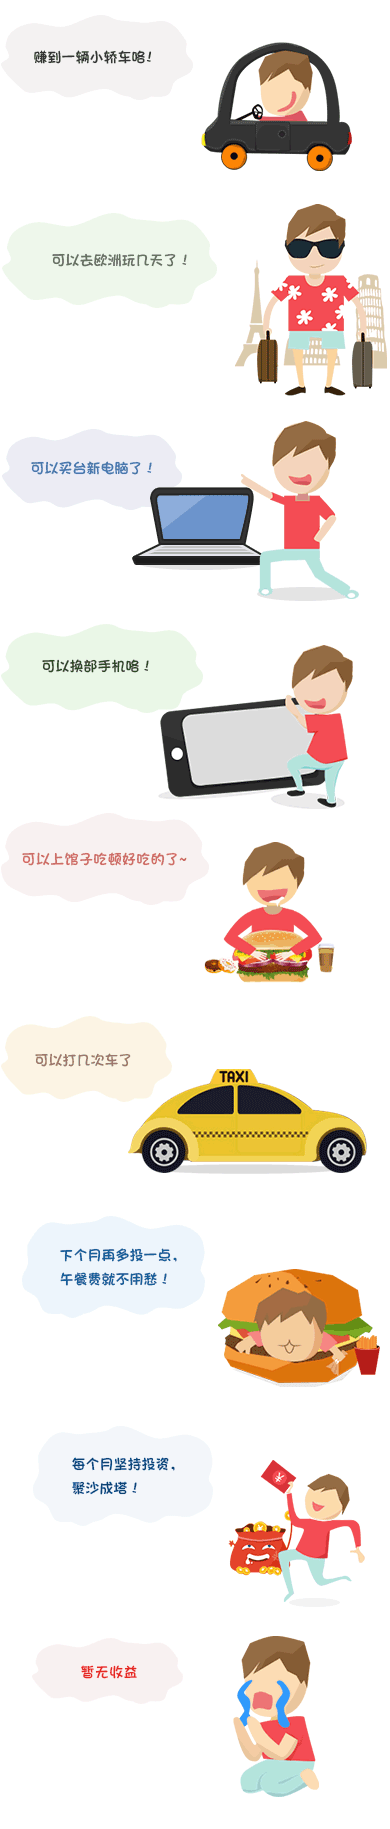 赚到一辆小轿车咯！
可以去欧洲玩几天了！
可以买台新电脑了！
可以换部手机咯！
可以上馆子吃顿好吃的了~
可以打几次车了
TAXI
下个月再多投一点，
午餐费就不用愁！
每个月坚持投资，
聚沙成塔！
¥
暂无收益